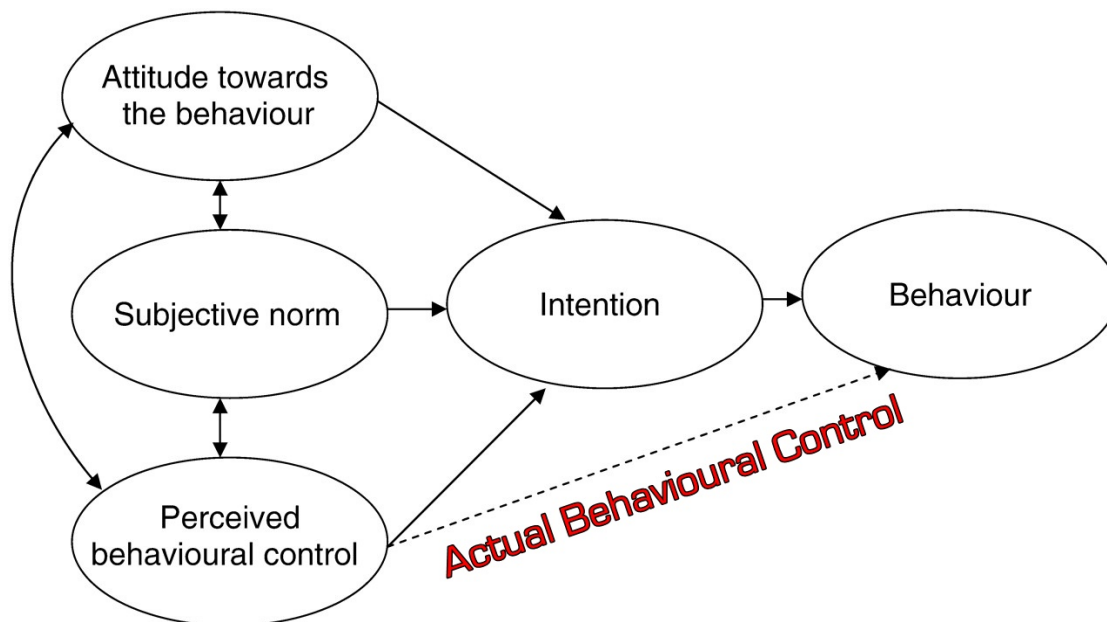 Attitude towards
the behaviour
Subjective norm
Intention
Behaviour
Perceived
behavioural control
Actual Behavioural Control